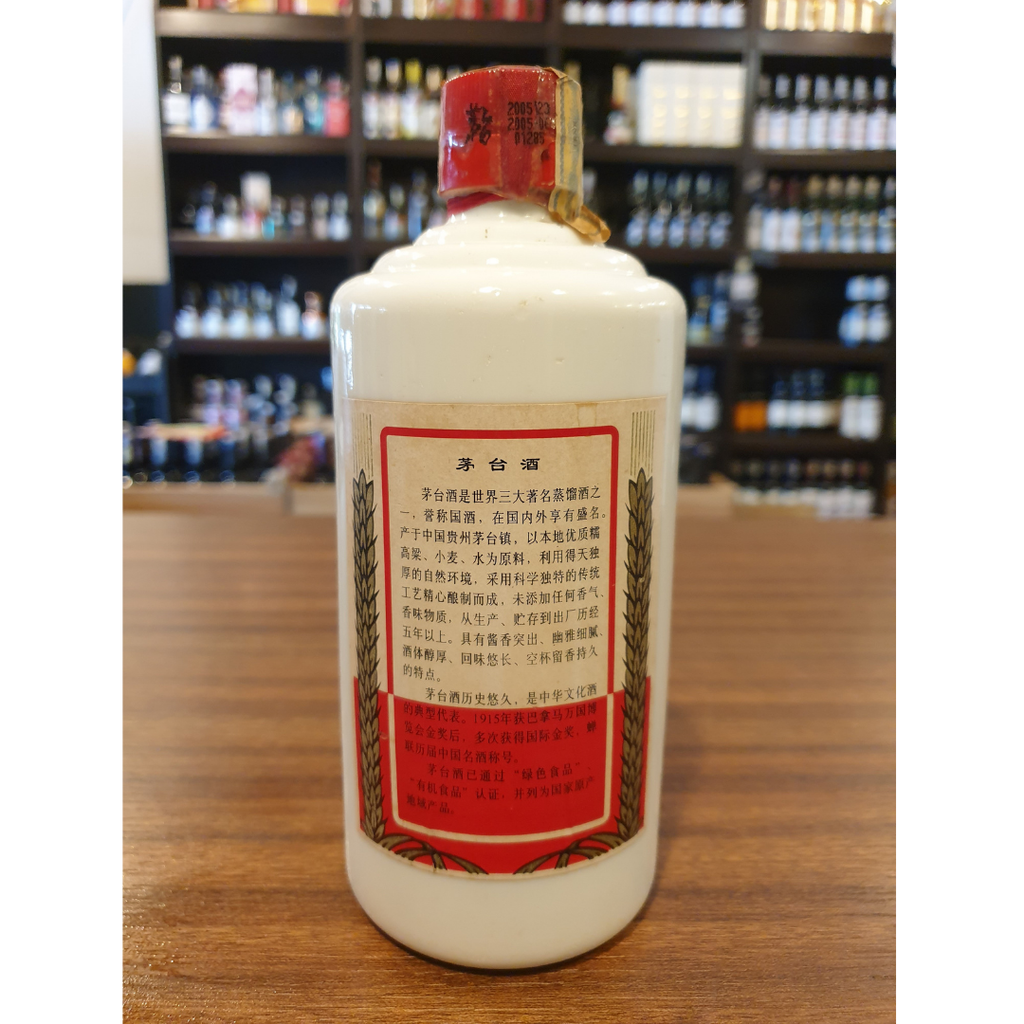 茅台
2005 23
2005 0
01285
茅台酒
茅台酒是世界三大著名蒸馏酒之
一，誉称国酒，在国内外享有盛名。
产于中国贵州茅台镇，以本地优质糯
高粱、小麦、水为原料，利用得天独
厚的自然环境，采用科学独特的传统
工艺精心酿制而成，未添加任何香气、
香味物质，从生产、贮存到出厂历经
五年以上。具有酱香突出、幽雅细腻、
酒体醇厚、回味悠长、空杯留香持久
的特点。
茅台酒历史悠久，是中华文化酒
的典型代表。1915年获巴拿马万国博
览会金奖后，多次获得国际金奖，蝉
联历届中国名酒称号。
茅台酒已通过“绿色食品”、
“有机食品”认证，并列为国家原产
地域产品。